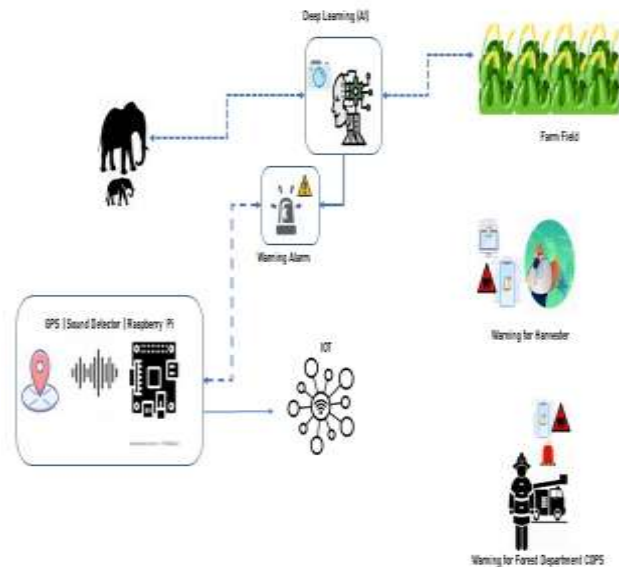 Deep Learning (AI)
Farm Field
Warning Alarm
Warning for Harvester
GPS | Sound Detector | Raspberry Pi
IOT
Warning for Forest Department COPS